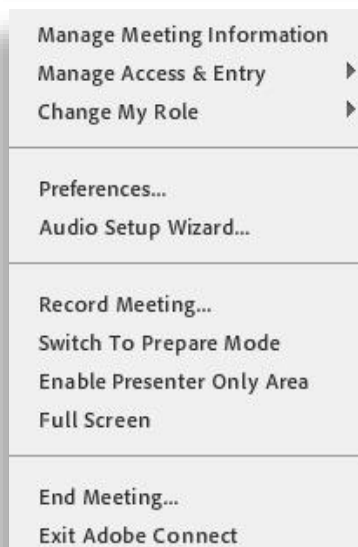 Manage Meeting Information
Manage Access & Entry
Change My Role
Preferences...
Audio Setup Wizard...
Record Meeting...
Switch To Prepare Mode
Enable Presenter Only Area
Full Screen
End Meeting...
Exit Adobe Connect